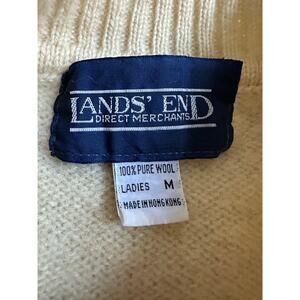 LANDS' END
DIRECT MERCHANTS
100% PURE WOOL
LADIES M
MADE IN HONG KONG